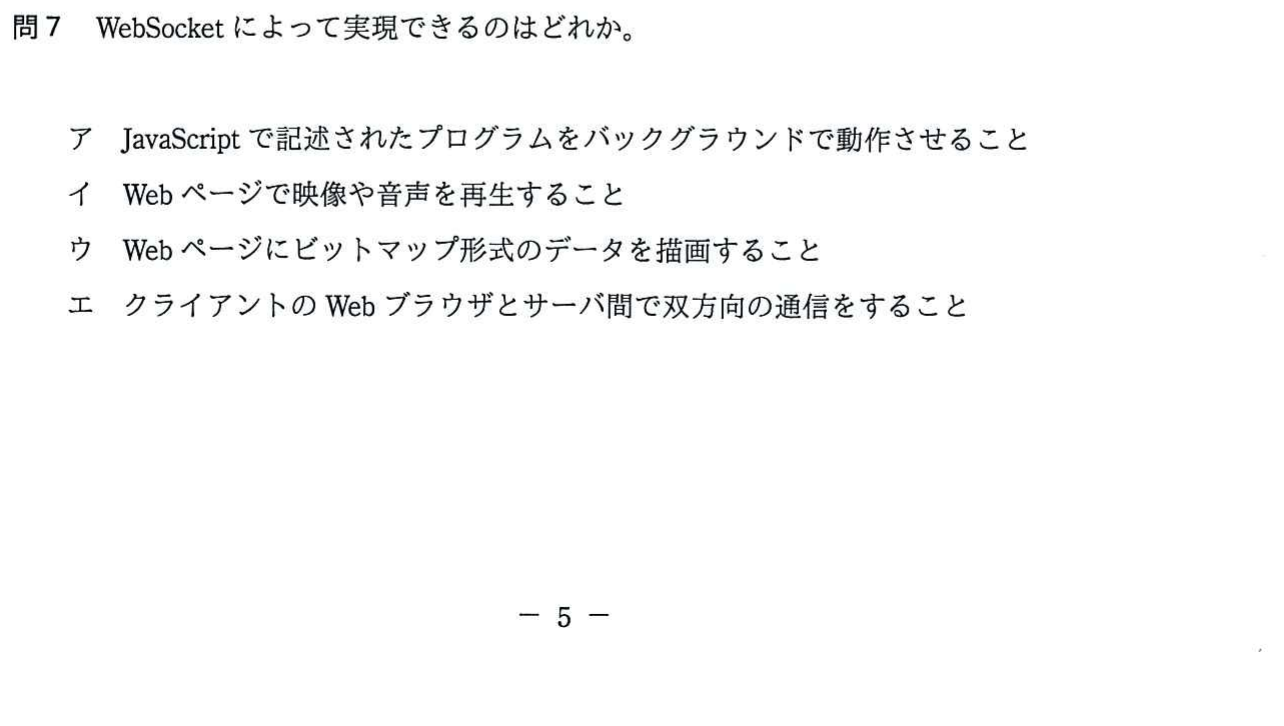 問7 WebSocket によって実現できるのはどれか。
ア JavaScript で記述されたプログラムをバックグラウンドで動作させること
イ Web ページで映像や音声を再生すること
ウ Web ページにビットマップ形式のデータを描画すること
エ クライアントの Web ブラウザとサーバ間で双方向の通信をすること
－ 5 －